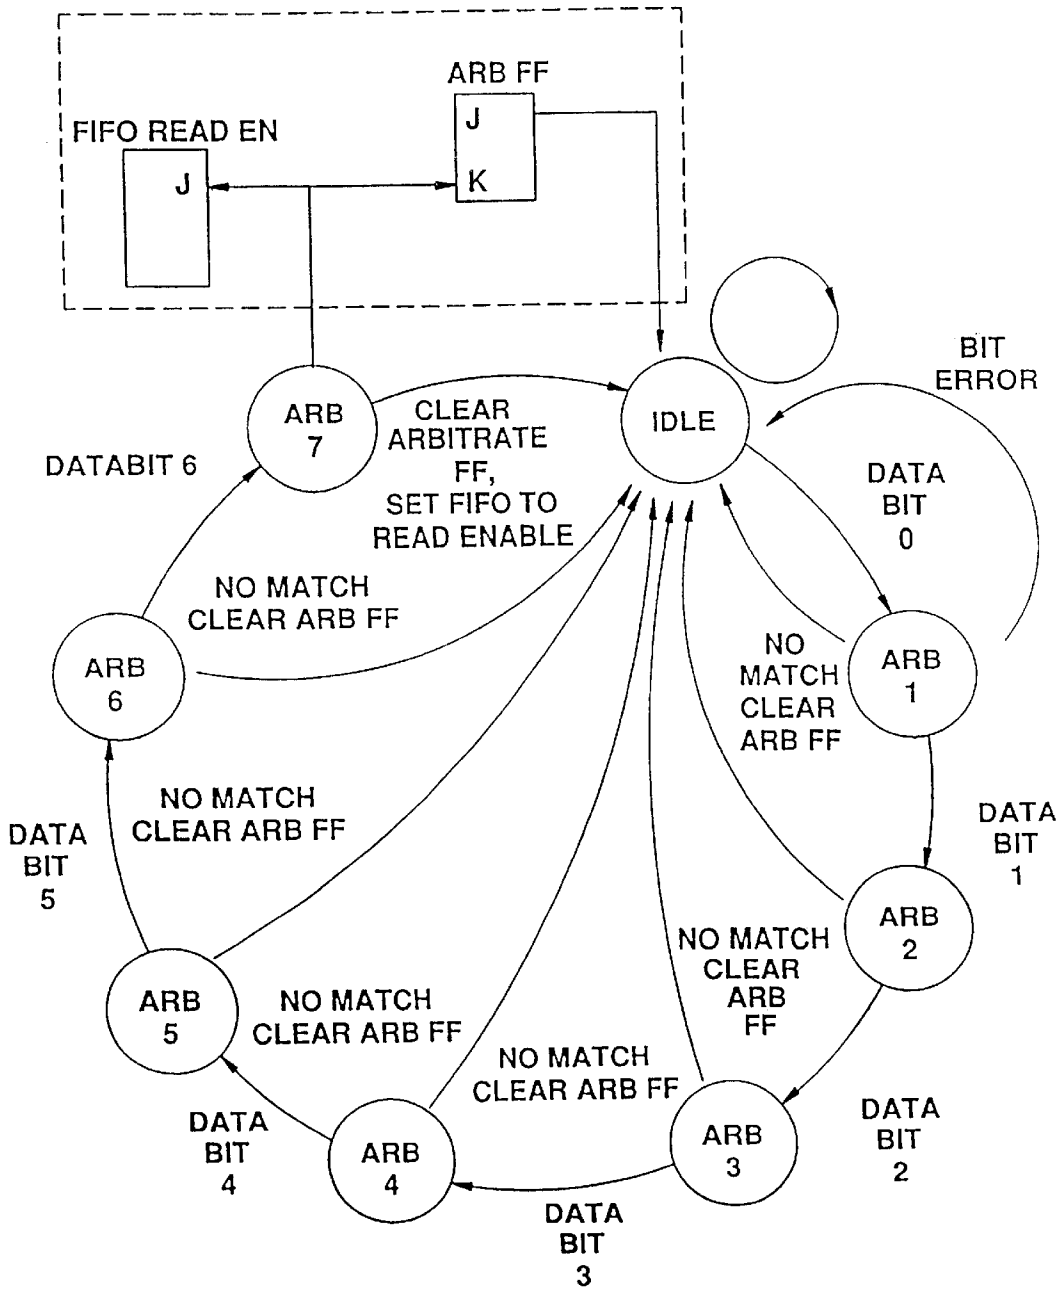 ARB FF
J
K
FIFO READ EN
J
BIT
ERROR
ARB
7
CLEAR
ARBITRATE
FF,
SET FIFO TO
READ ENABLE
IDLE
DATABIT 6
DATA
BIT
0
NO MATCH
CLEAR ARB FF
ARB
6
NO
MATCH
CLEAR
ARB FF
ARB
1
NO MATCH
CLEAR ARB FF
DATA
BIT
5
DATA
BIT
1
ARB
2
NO MATCH
CLEAR
ARB
FF
ARB
5
NO MATCH
CLEAR ARB FF
NO MATCH
CLEAR ARB FF
DATA
BIT
4
ARB
4
ARB
3
DATA
BIT
2
DATA
BIT
3